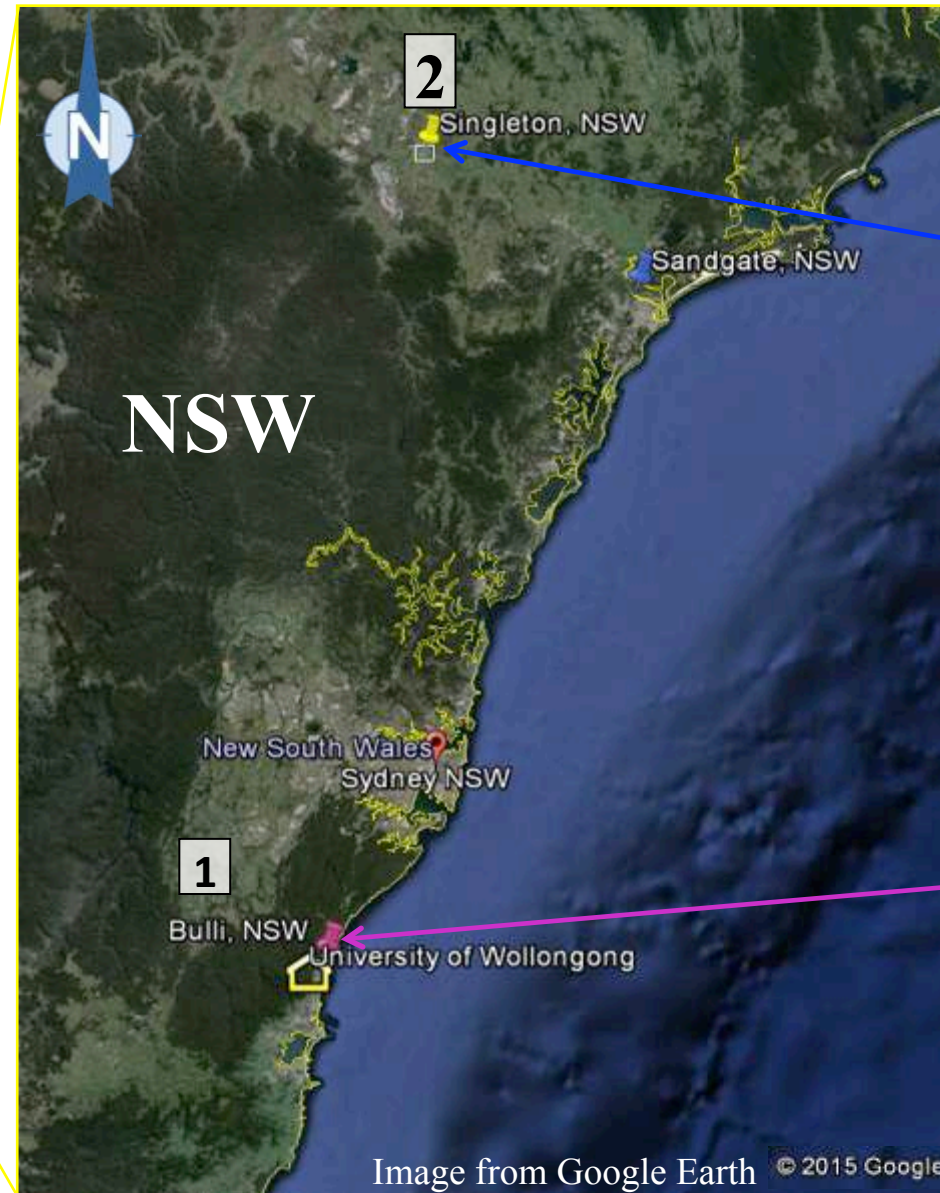 2
N
Singleton, NSW
Sandgate, NSW
NSW
New South Wales
Sydney NSW
1
Bulli, NSW
University of Wollongong
Image from Google Earth © 2015 Google